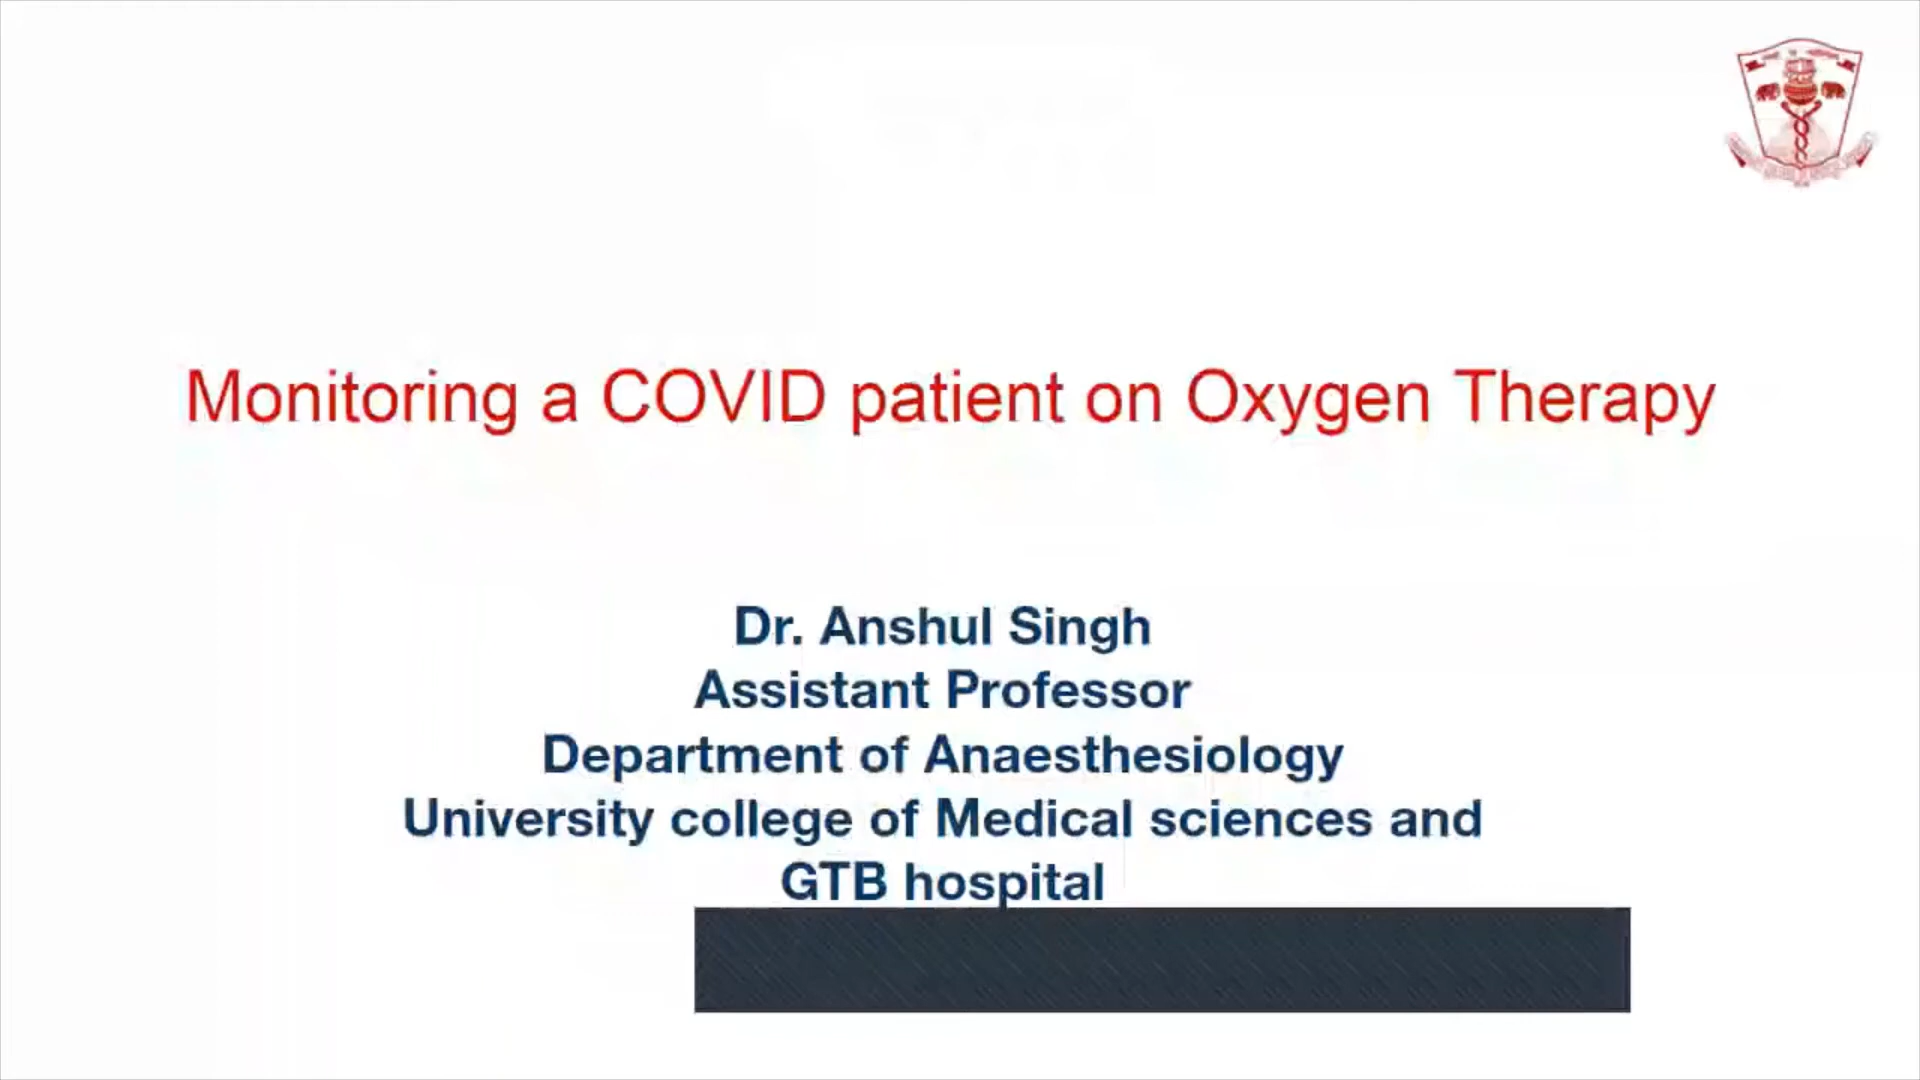 Monitoring a COVID patient on Oxygen Therapy
Dr. Anshul Singh
Assistant Professor
Department of Anaesthesiology
University college of Medical sciences and
GTB hospital